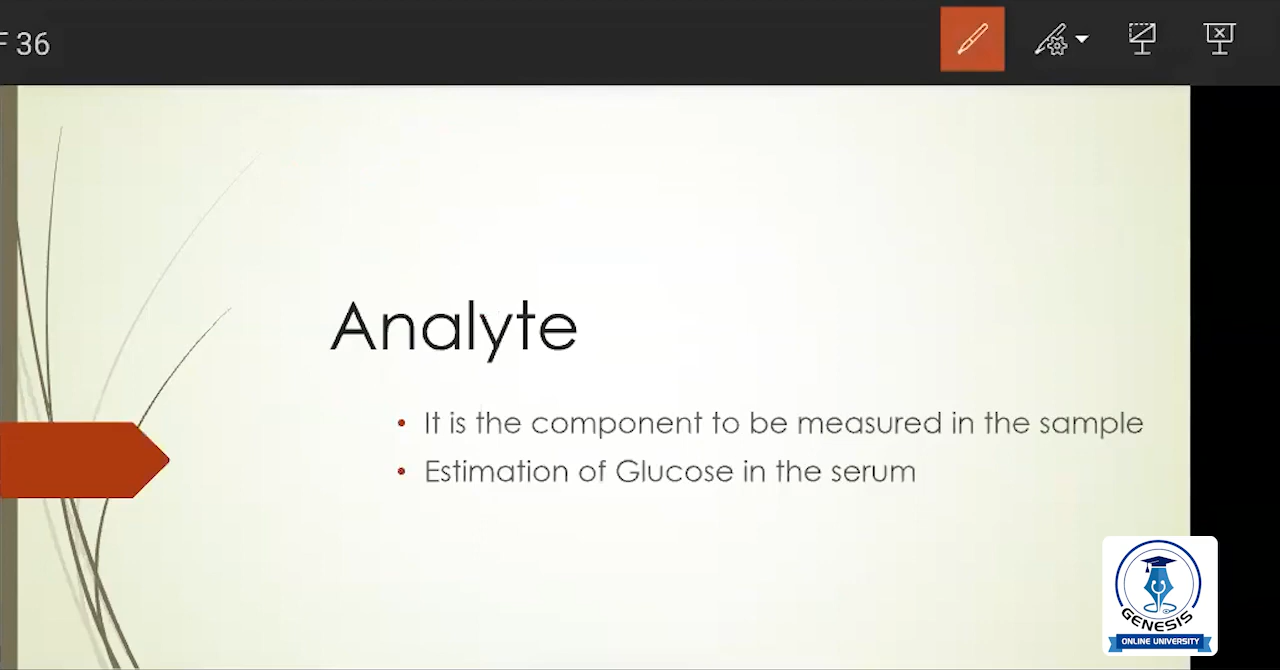 F 36
Analyte
• It is the component to be measured in the sample
• Estimation of Glucose in the serum
GENESIS
ONLINE UNIVERSITY